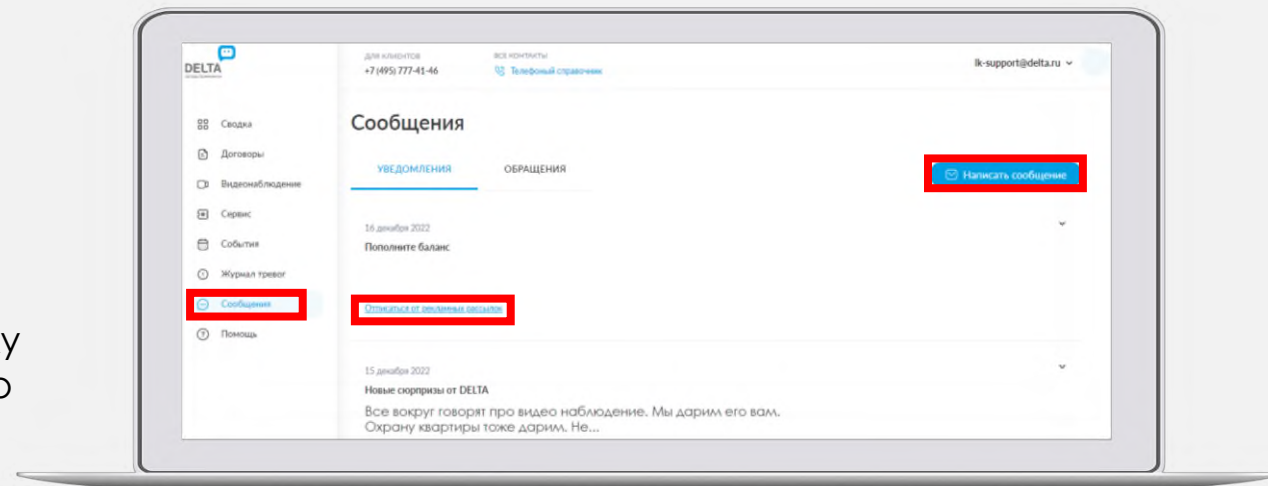 DELTA
ДЛЯ КЛИЕНТОВ
+7 (495) 777-41-46
ВСЕ КОНТАКТЫ
Телефоный справочник
lk-support@delta.ru
Сводка
Договоры
Видеонаблюдение
Сервис
События
Журнал тревог
Сообщения
Помощь
Сообщения
УВЕДОМЛЕНИЯ
ОБРАЩЕНИЯ
Написать сообщение
16 декабря 2022
Пополните баланс
Отписаться от рекламных рассылок
15 декабря 2022
Новые сюрпризы от DELTA
Все вокруг говорят про видео наблюдение. Мы дарим его вам.
Охрану квартиры тоже дарим. Не...
у
о